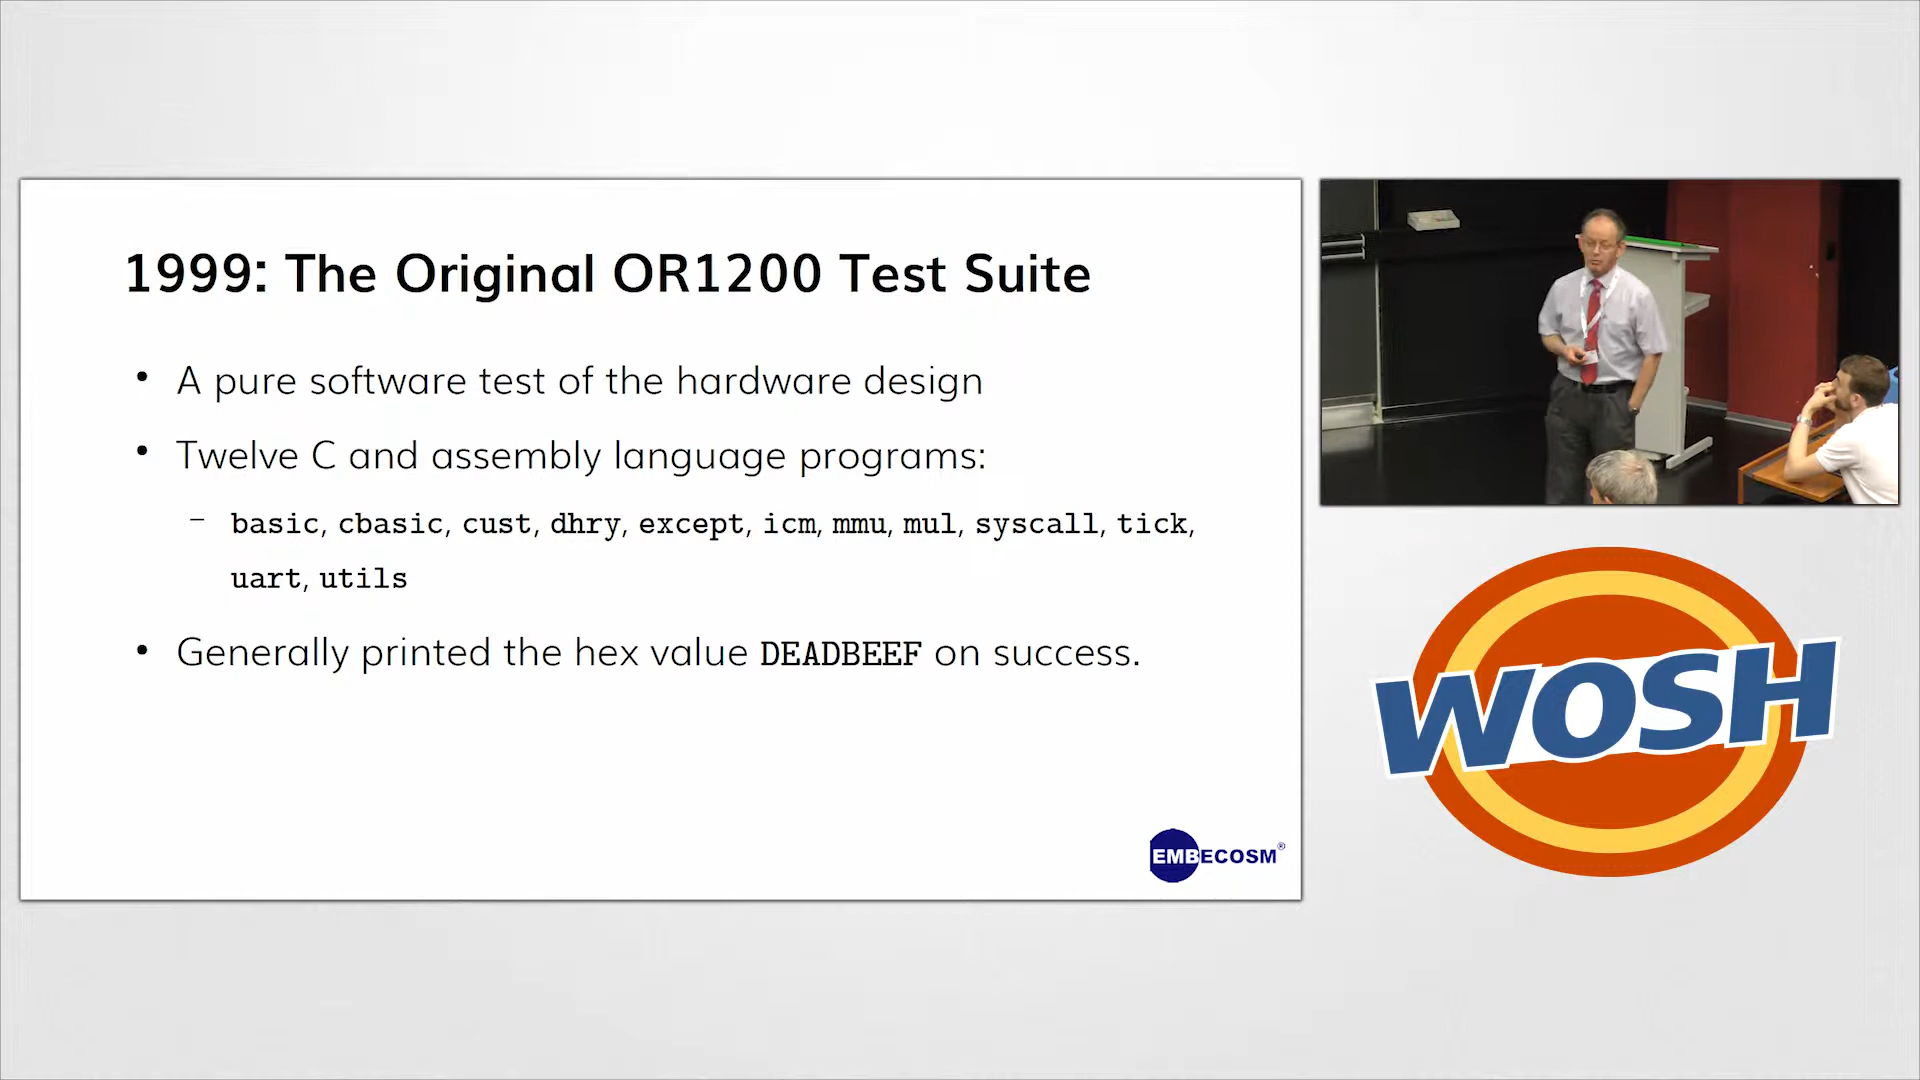 1999: The Original OR1200 Test Suite
• A pure software test of the hardware design
• Twelve C and assembly language programs:
– basic, cbasic, cust, dhry, except, icm, mmu, mul, syscall, tick,
uart, utils
• Generally printed the hex value DEADBEEF on success.
EMBECOSM®
WOSH